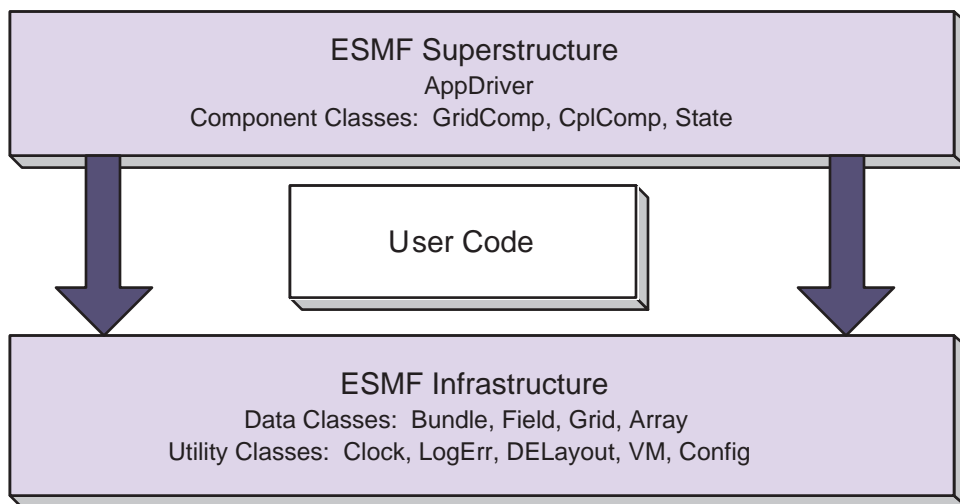 ESMF Superstructure
AppDriver
Component Classes: GridComp, CplComp, State
User Code
ESMF Infrastructure
Data Classes: Bundle, Field, Grid, Array
Utility Classes: Clock, LogErr, DELayout, VM, Config